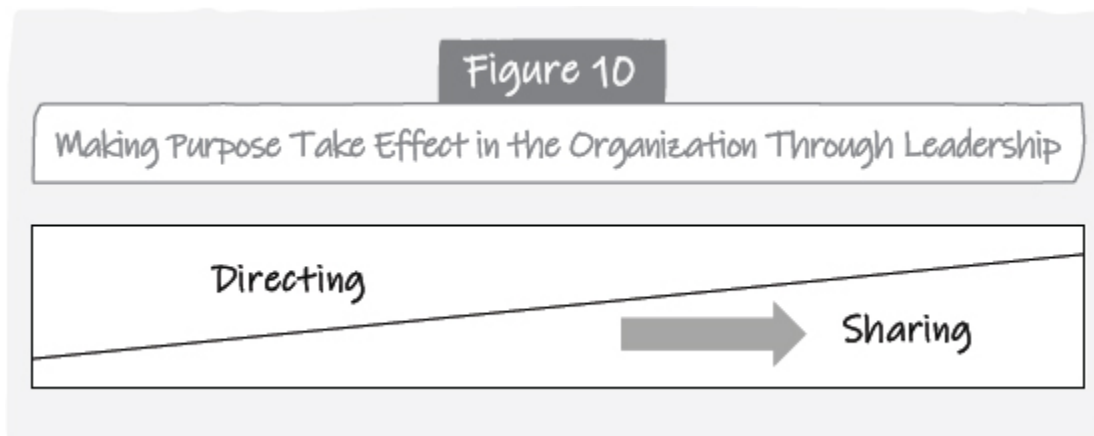 Figure 10
Making Purpose Take Effect in the Organization Through Leadership
Directing
Sharing